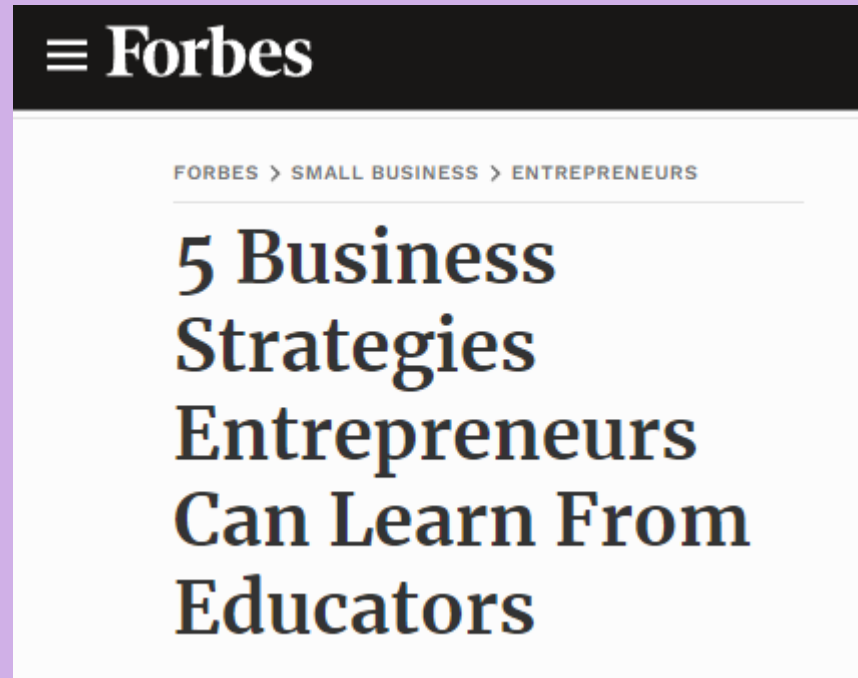 Forbes
FORBES > SMALL BUSINESS > ENTREPRENEURS
5 Business
Strategies
Entrepreneurs
Can Learn From
Educators